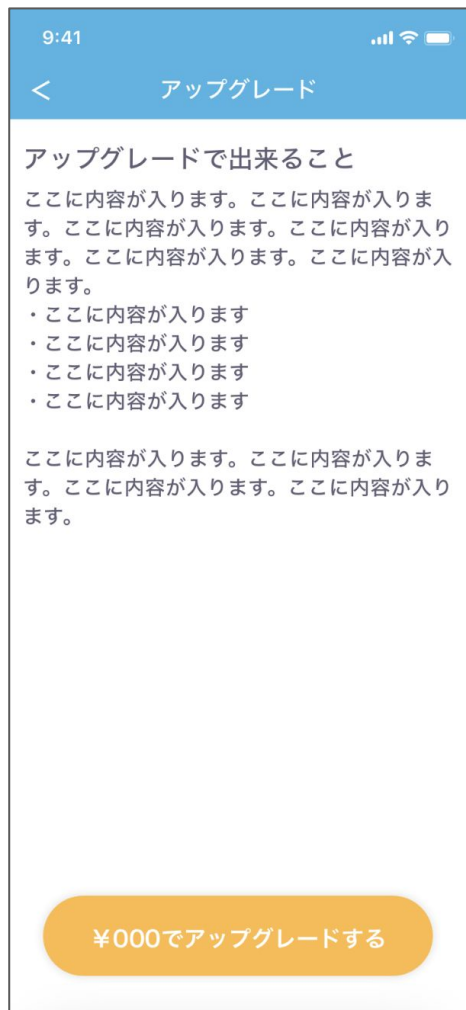 9:41
<
アップグレード
アップグレードで出来ること
ここに内容が入ります。ここに内容が入りま
す。ここに内容が入ります。ここに内容が入り
ます。ここに内容が入ります。ここに内容が入
ります。
・ここに内容が入ります
・ここに内容が入ります
・ここに内容が入ります
・ここに内容が入ります
ここに内容が入ります。ここに内容が入りま
す。ここに内容が入ります。ここに内容が入り
ます。
¥000でアップグレードする